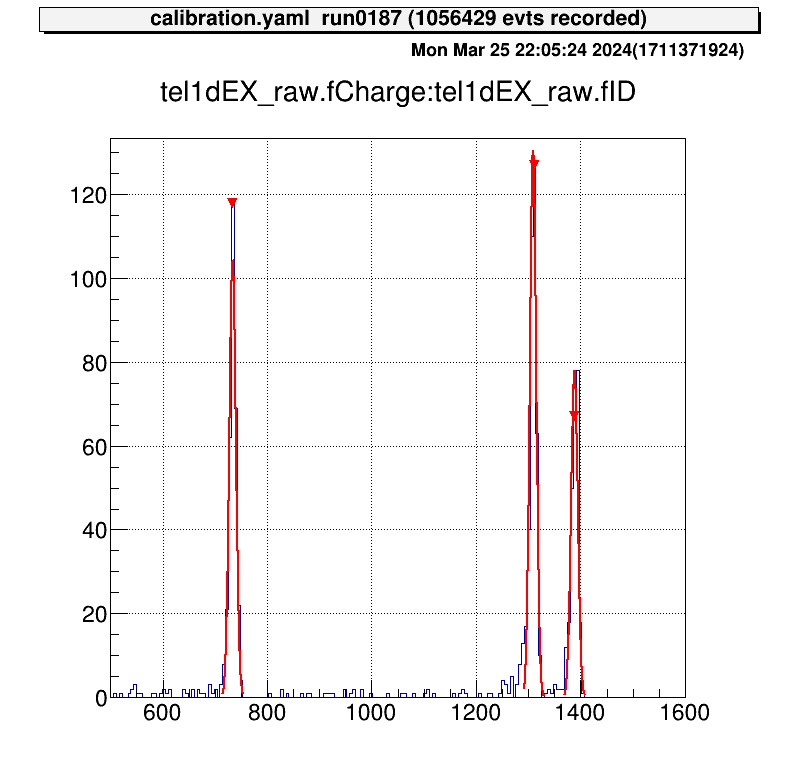 calibration.yaml run0187 (1056429 evts recorded)
Mon Mar 25 22:05:24 2024(1711371924)
tel1dEX_raw.fCharge:tel1dEX_raw.fID
120
100
80
60
40
20
0
600 800 1000 1200 1400 1600